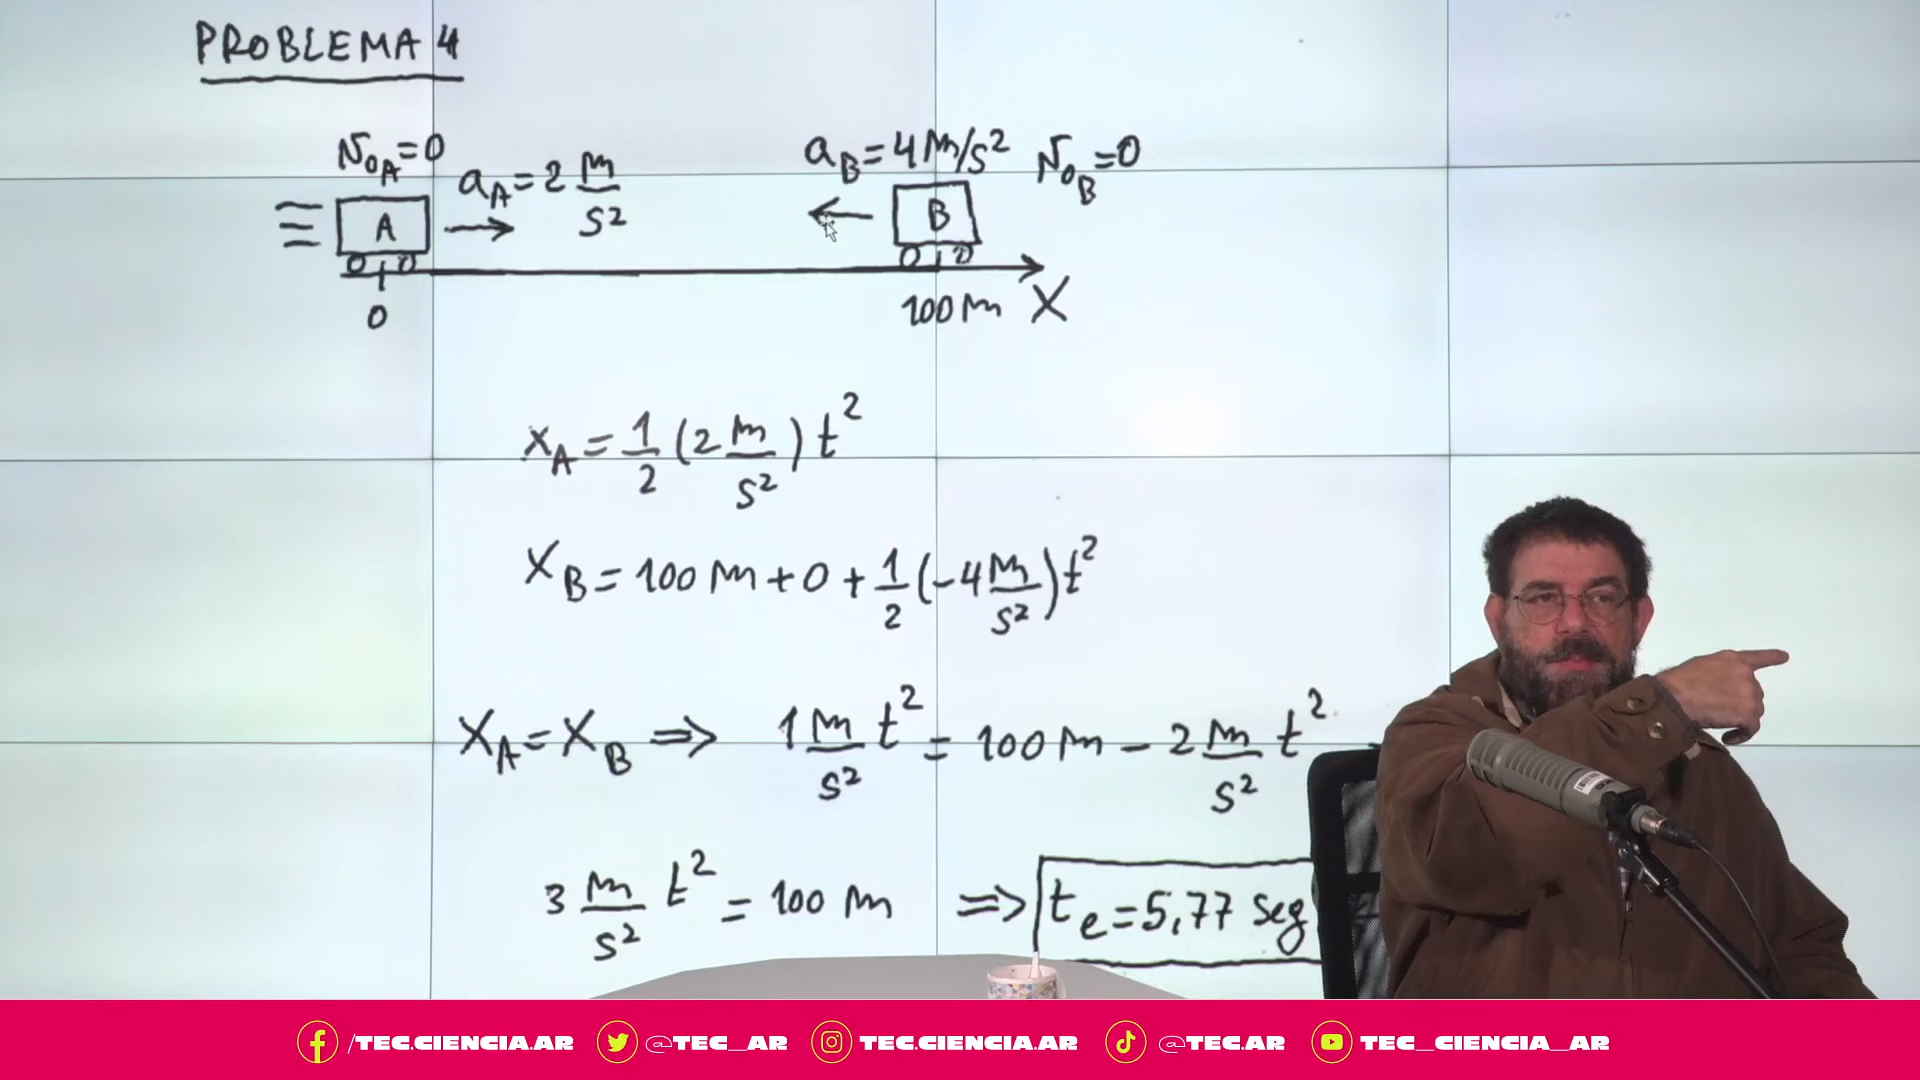 PROBLEMA 4
V₀A=0
aA=2 m/s²
aB=4 m/s² V₀B=0
A
B
0
100 m X
xA = 1/2 (2 m/s²) t²
XB = 100 m + 0 + 1/2 (-4 m/s²) t²
XA = XB ⇒ 1 m/s² t² = 100 m - 2 m/s² t²
3 m/s² t² = 100 m ⇒ te = 5,77 seg
/TEC.CIENCIA.AR @TEC_AR TEC.CIENCIA.AR @TEC.AR TEC_CIENCIA_AR